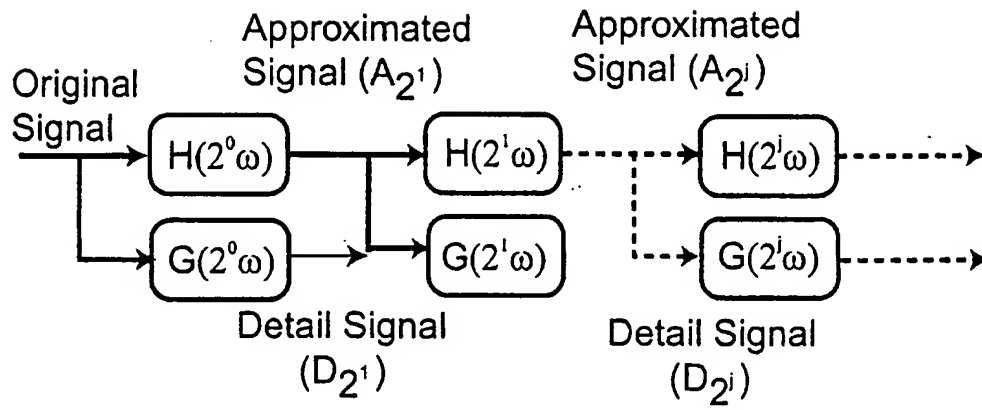 Approximated
Signal (A₂¹)
Approximated
Signal (A₂ʲ)
Original
Signal
H(2⁰ω)
H(2¹ω)
H(2ʲω)
G(2⁰ω)
G(2¹ω)
G(2ʲω)
Detail Signal
(D₂¹)
Detail Signal
(D₂ʲ)